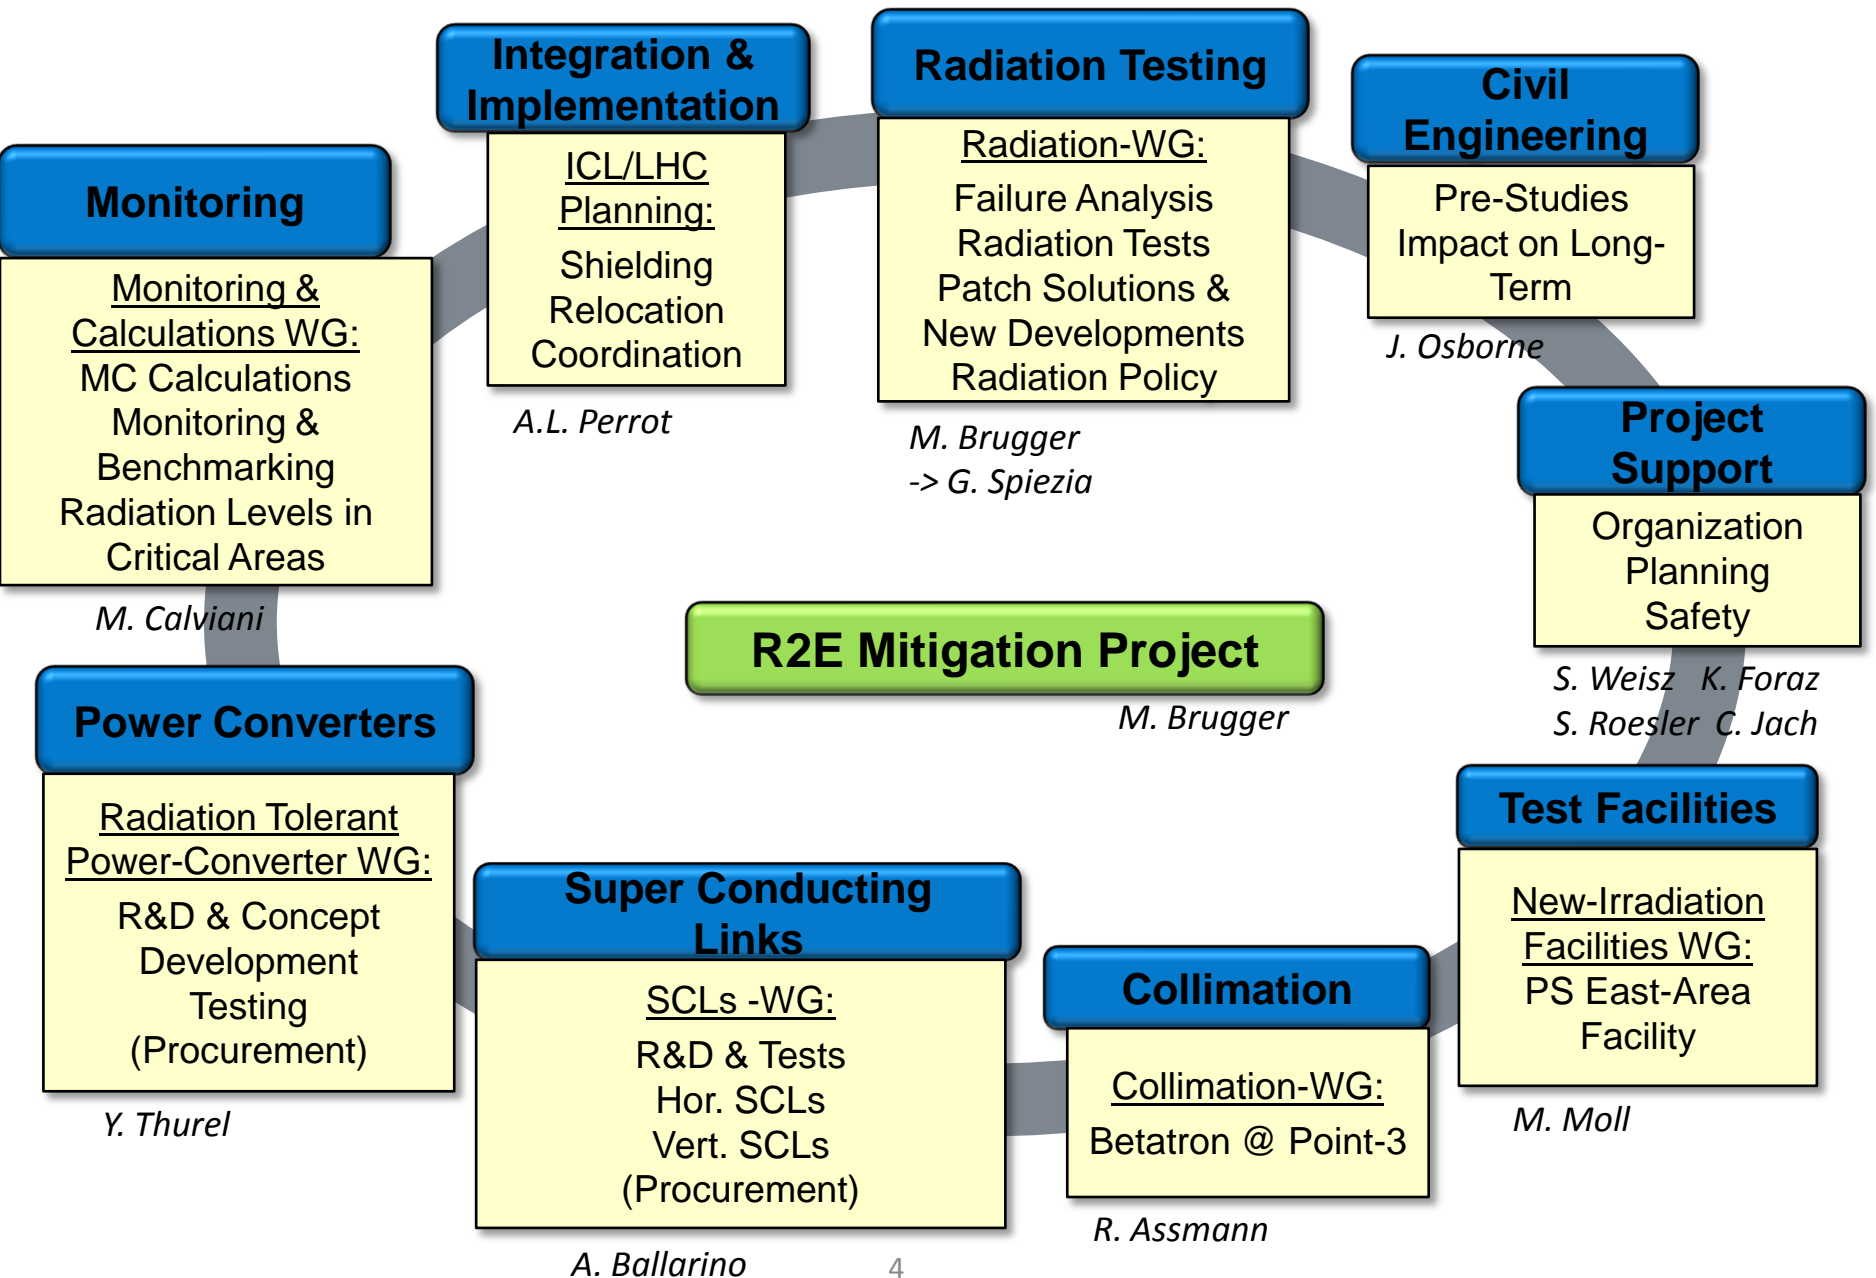 Integration &
Implementation
ICL/LHC
Planning:
Shielding
Relocation
Coordination
A.L. Perrot
Radiation Testing
Radiation-WG:
Failure Analysis
Radiation Tests
Patch Solutions &
New Developments
Radiation Policy
M. Brugger
-> G. Spiezia
Civil
Engineering
Pre-Studies
Impact on Long-
Term
J. Osborne
Monitoring
Monitoring &
Calculations WG:
MC Calculations
Monitoring &
Benchmarking
Radiation Levels in
Critical Areas
M. Calviani
Project
Support
Organization
Planning
Safety
S. Weisz K. Foraz
S. Roesler C. Jach
R2E Mitigation Project
M. Brugger
Power Converters
Radiation Tolerant
Power-Converter WG:
R&D & Concept
Development
Testing
(Procurement)
Y. Thurel
Super Conducting
Links
SCLs -WG:
R&D & Tests
Hor. SCLs
Vert. SCLs
(Procurement)
A. Ballarino
Collimation
Collimation-WG:
Betatron @ Point-3
R. Assmann
Test Facilities
New-Irradiation
Facilities WG:
PS East-Area
Facility
M. Moll
4